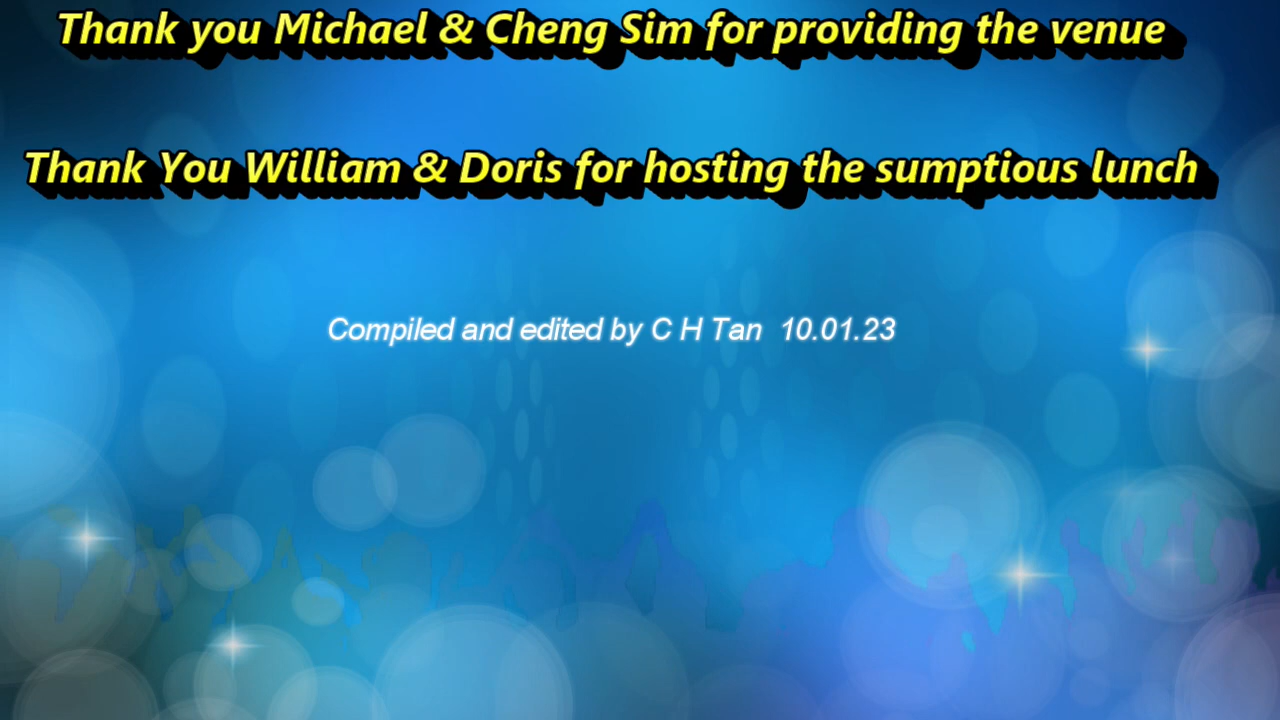 Thank you Michael & Cheng Sim for providing the venue
Thank You William & Doris for hosting the sumptious lunch
Compiled and edited by C H Tan 10.01.23